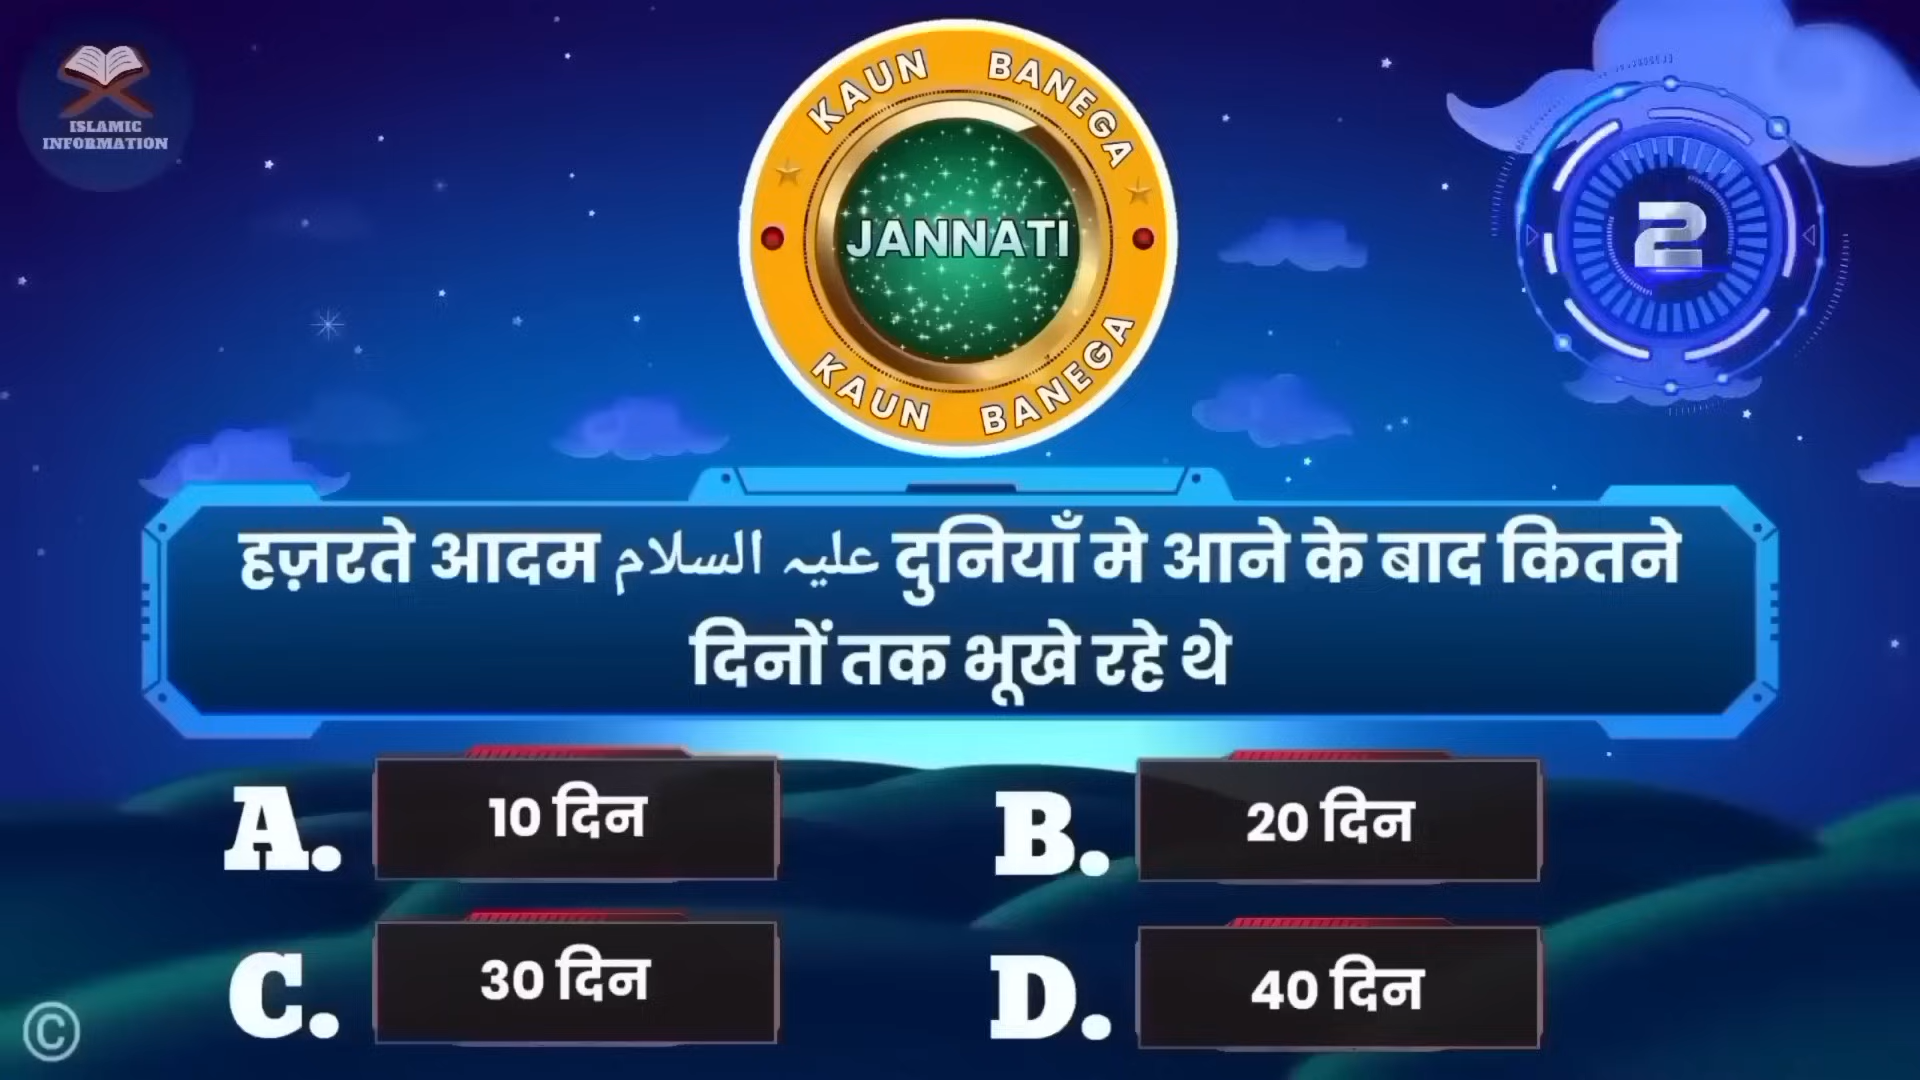 ISLAMIC
INFORMATION
KAUN BANEGA
JANNATI
KAUN BANEGA
2
हज़रते आदम علیہ السلام दुनियाँ मे आने के बाद कितने
दिनों तक भूखे रहे थे
A. 10 दिन
B. 20 दिन
C. 30 दिन
D. 40 दिन
©